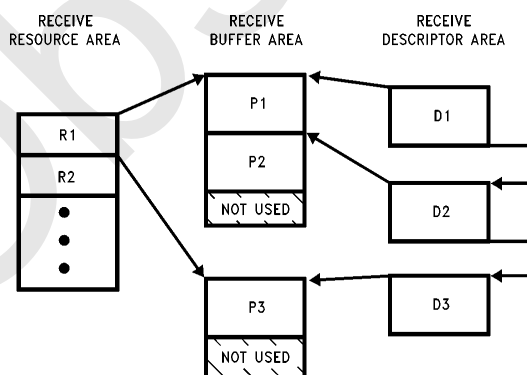 RECEIVE
RESOURCE AREA
RECEIVE
BUFFER AREA
RECEIVE
DESCRIPTOR AREA
R1
R2
P1
P2
NOT USED
P3
NOT USED
D1
D2
D3